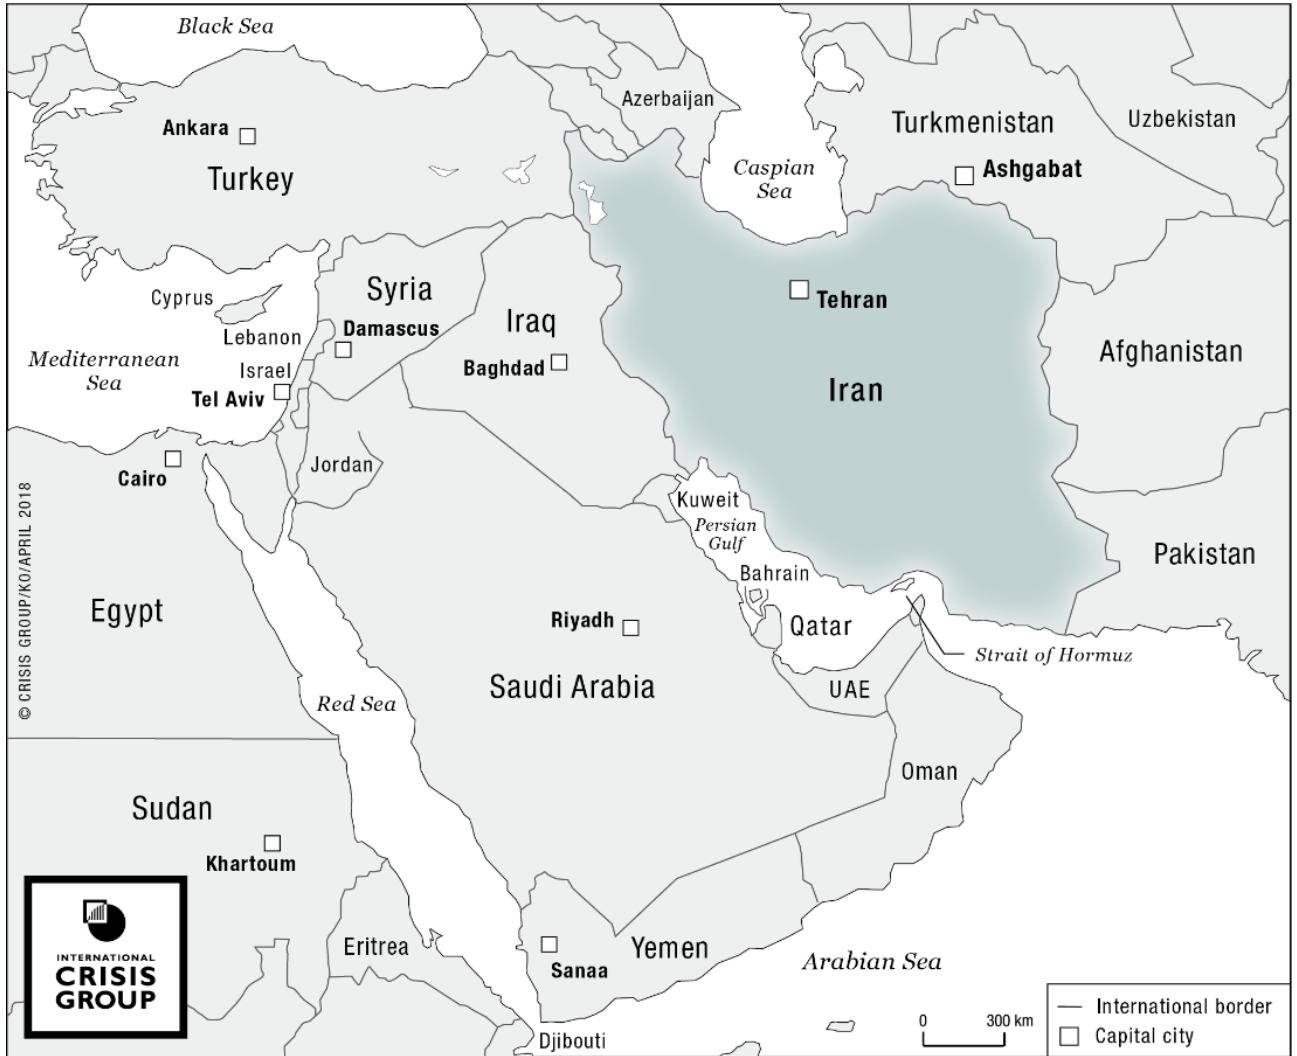 Black Sea
Azerbaijan
Turkmenistan
Uzbekistan
Ankara
Turkey
Caspian
Sea
Ashgabat
Cyprus
Syria
Tehran
Lebanon
Damascus
Iraq
Mediterranean
Sea
Israel
Baghdad
Afghanistan
Tel Aviv
Iran
Cairo
Jordan
Kuweit
Persian
Gulf
Pakistan
Bahrain
Egypt
Riyadh
Qatar
Strait of Hormuz
Saudi Arabia
UAE
Red Sea
Oman
Sudan
Khartoum
Eritrea
Yemen
Sanaa
Arabian Sea
Djibouti
© CRISIS GROUP/KO/APRIL 2018
INTERNATIONAL
CRISIS
GROUP
0 300 km
International border
Capital city